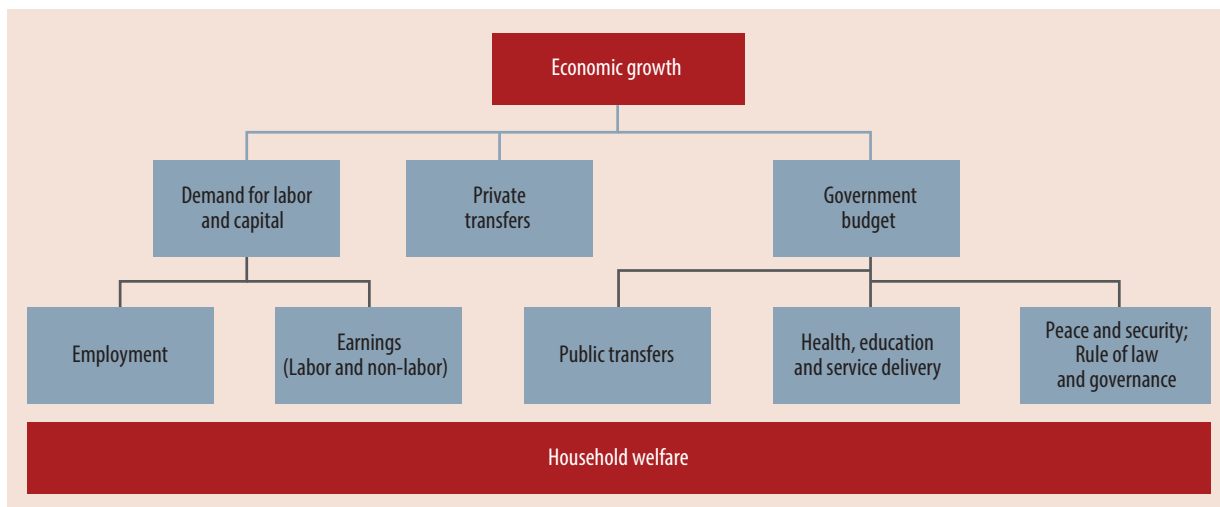 Economic growth
Demand for labor
and capital
Private
transfers
Government
budget
Employment
Earnings
(Labor and non-labor)
Public transfers
Health, education
and service delivery
Peace and security;
Rule of law
and governance
Household welfare